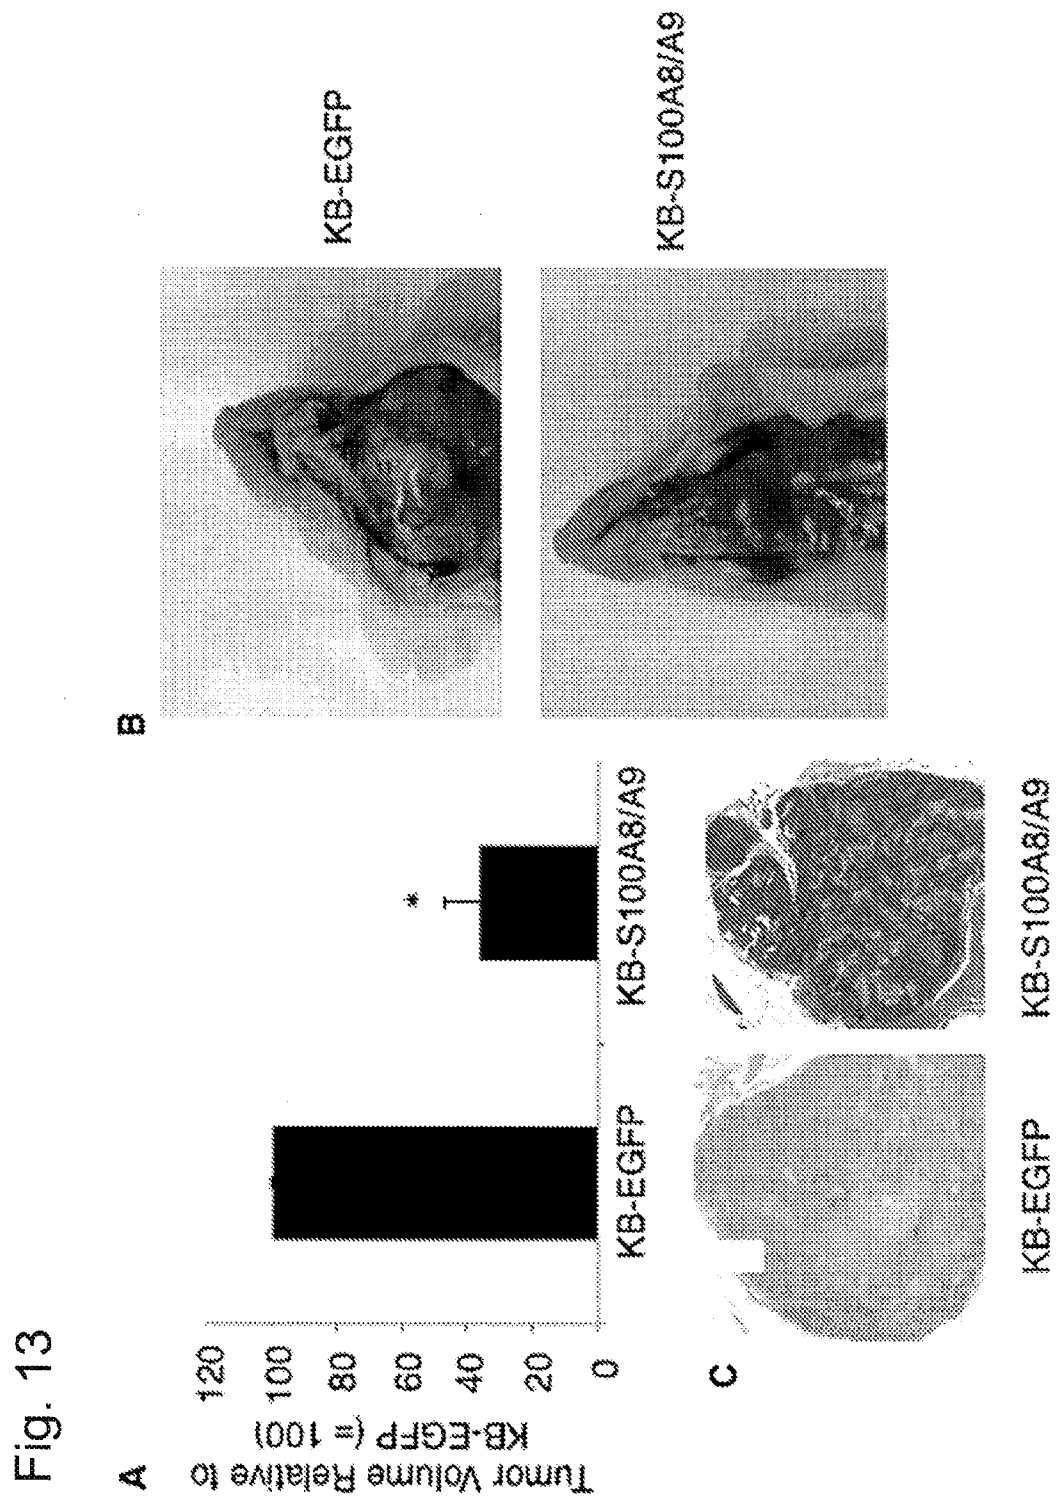 Fig. 13
A
Tumor Volume Relative to
KB-EGFP (= 100)
120
100
80
60
40
20
0
KB-EGFP
KB-S100A8/A9
*
B
KB-EGFP
KB-S100A8/A9
C
KB-EGFP
KB-S100A8/A9